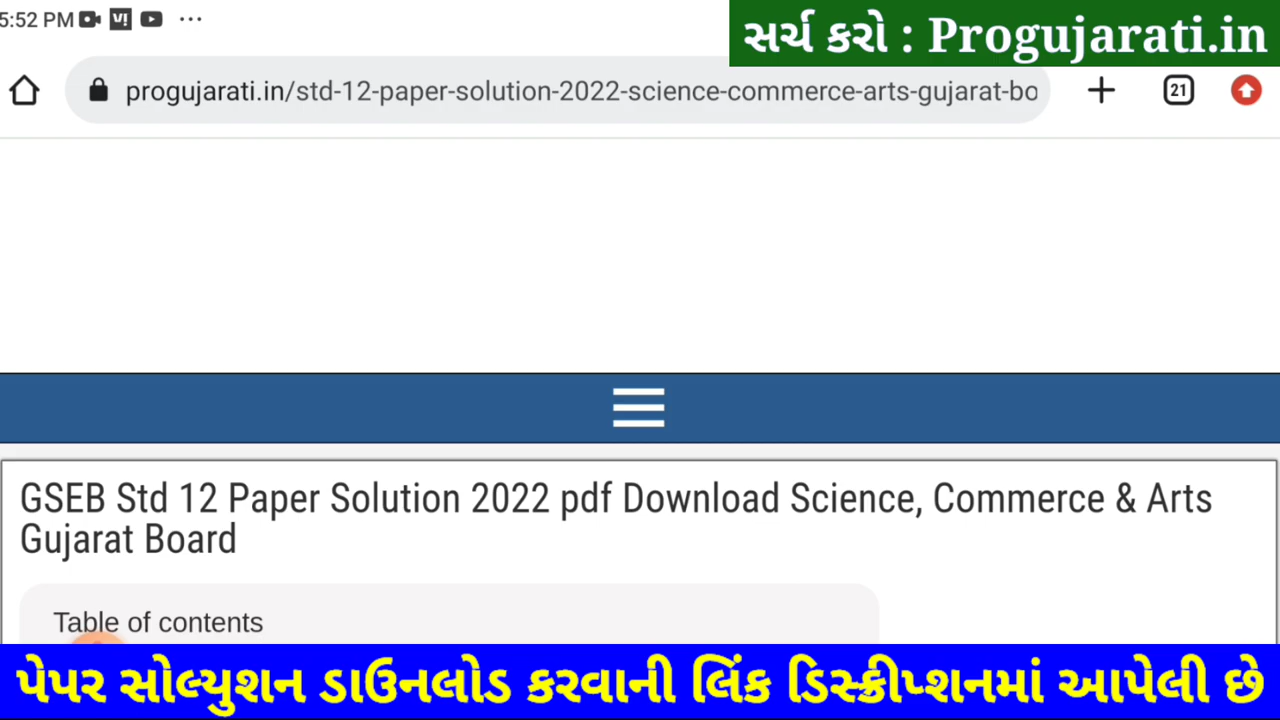 5:52 PM
સર્ચ કરો : Progujarati.in
progujarati.in/std-12-paper-solution-2022-science-commerce-arts-gujarat-bo
21
GSEB Std 12 Paper Solution 2022 pdf Download Science, Commerce & Arts
Gujarat Board
Table of contents
પેપર સોલ્યુશન ડાઉનલોડ કરવાની લિંક ડિસ્ક્રીપ્શનમાં આપેલી છે